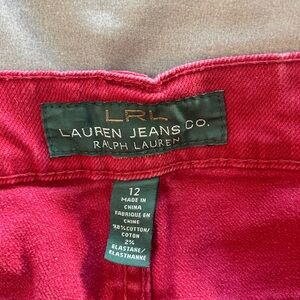 LRL
LAUREN JEANS CO.
RALPH LAUREN
12
MADE IN
CHINA
FABRIQUÉ EN
CHINE
98% COTTON/
COTON
2%
ELASTANE/
ELASTHANNE